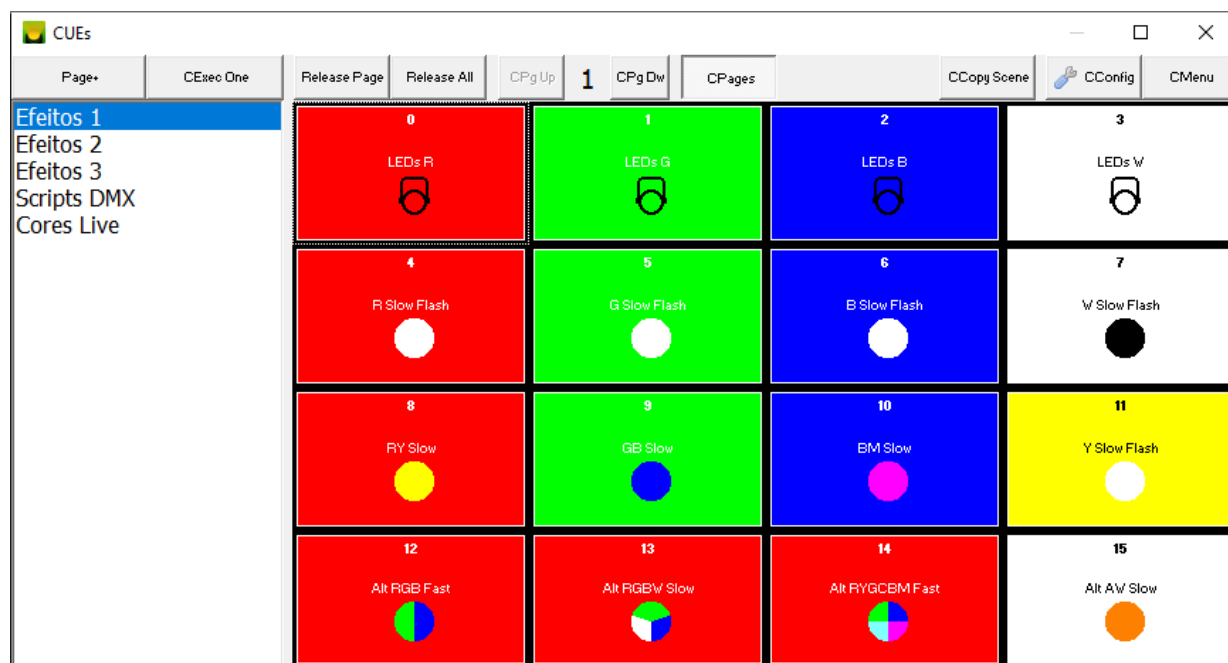 CUEs
Page+ CExec One Release Page Release All CPg Up 1 CPg Dw CPages CCopy Scene CConfig CMenu
Efeitos 1
Efeitos 2
Efeitos 3
Scripts DMX
Cores Live
0 1 2 3
LEDs R LEDs G LEDs B LEDs W
4 5 6 7
R Slow Flash G Slow Flash B Slow Flash W Slow Flash
8 9 10 11
RY Slow GB Slow BM Slow Y Slow Flash
12 13 14 15
Alt RGB Fast Alt RGBW Slow Alt RYGCBM Fast Alt AW Slow